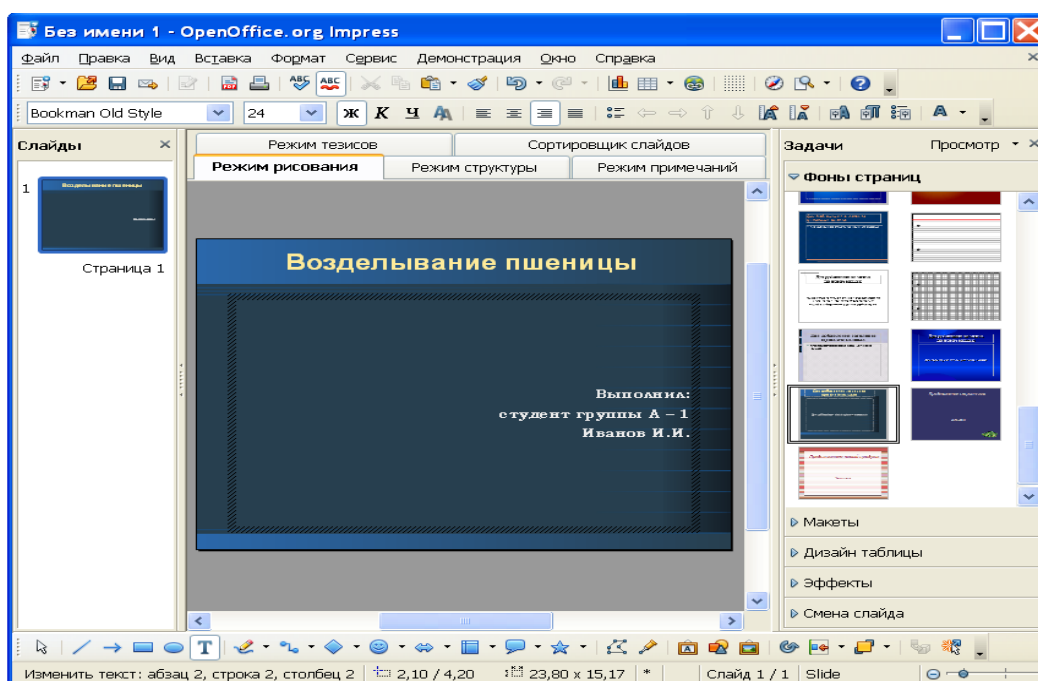 Без имени 1 - OpenOffice.org Impress
Файл Правка Вид Вставка Формат Сервис Демонстрация Окно Справка
Bookman Old Style 24 Ж К Ч
Слайды
Режим тезисов Сортировщик слайдов
Режим рисования Режим структуры Режим примечаний
Задачи Просмотр
Фоны страниц
1
Возделывание пшеницы
Страница 1
Возделывание пшеницы
Выполнил:
студент группы А – 1
Иванов И.И.
Макеты
Дизайн таблицы
Эффекты
Смена слайда
Изменить текст: абзац 2, строка 2, столбец 2 2,10 / 4,20 23,80 x 15,17 * Слайд 1 / 1 Slide